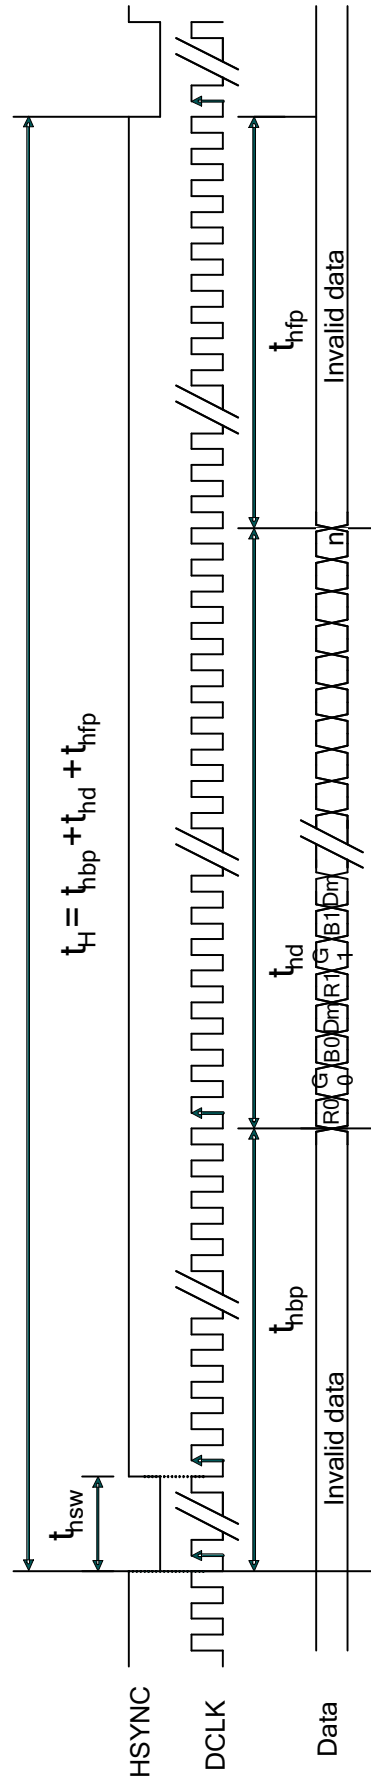 t_H = t_hbp + t_hd + t_hfp
t_hsw
HSYNC
DCLK
t_hbp
t_hd
t_hfp
Data
Invalid data
R0
G0
B0
Dm
R1
G1
B1
Dm
n
Invalid data